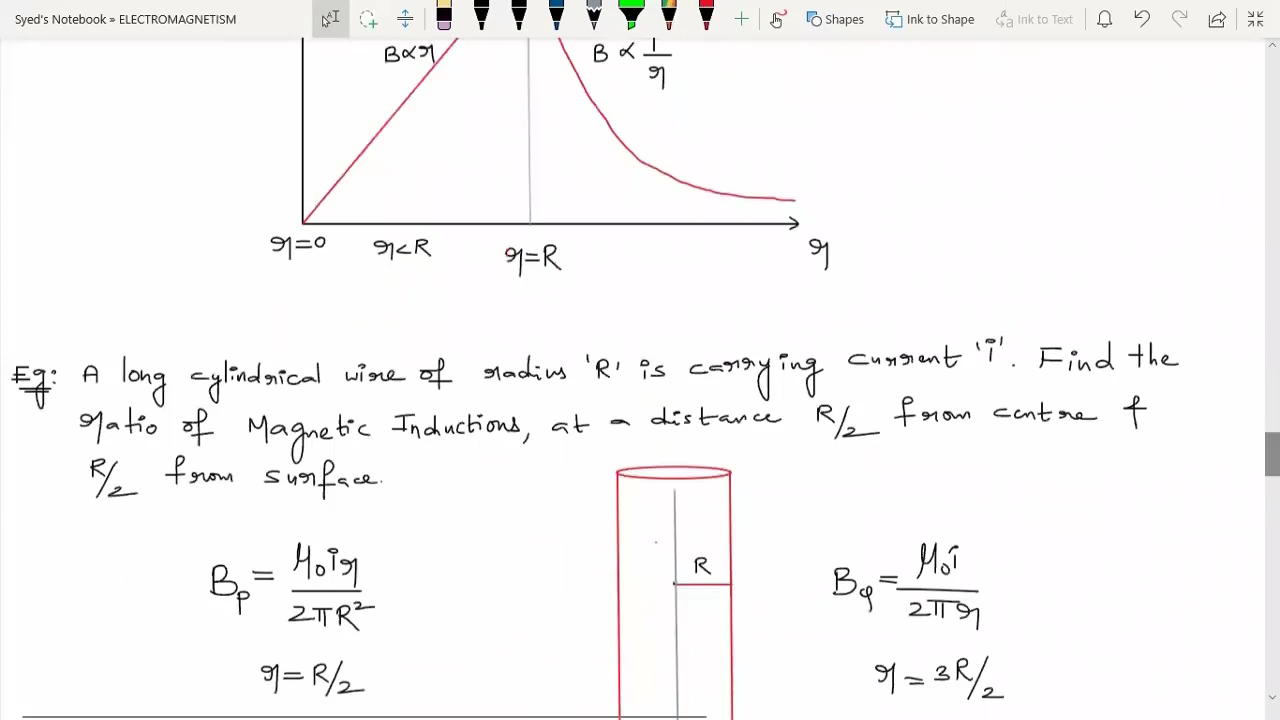 Syed's Notebook » ELECTROMAGNETISM
Shapes
Ink to Shape
Ink to Text
B∝r
B ∝ 1/r
r=0
r<R
r=R
r
Eg: A long cylindrical wire of radius 'R' is carrying current 'i'. Find the
ratio of Magnetic Inductions, at a distance R/2 from centre &
R/2 from surface.
Bp = μ₀ir/2πR²
R
BQ = μ₀i/2πr
r = R/2
r = 3R/2